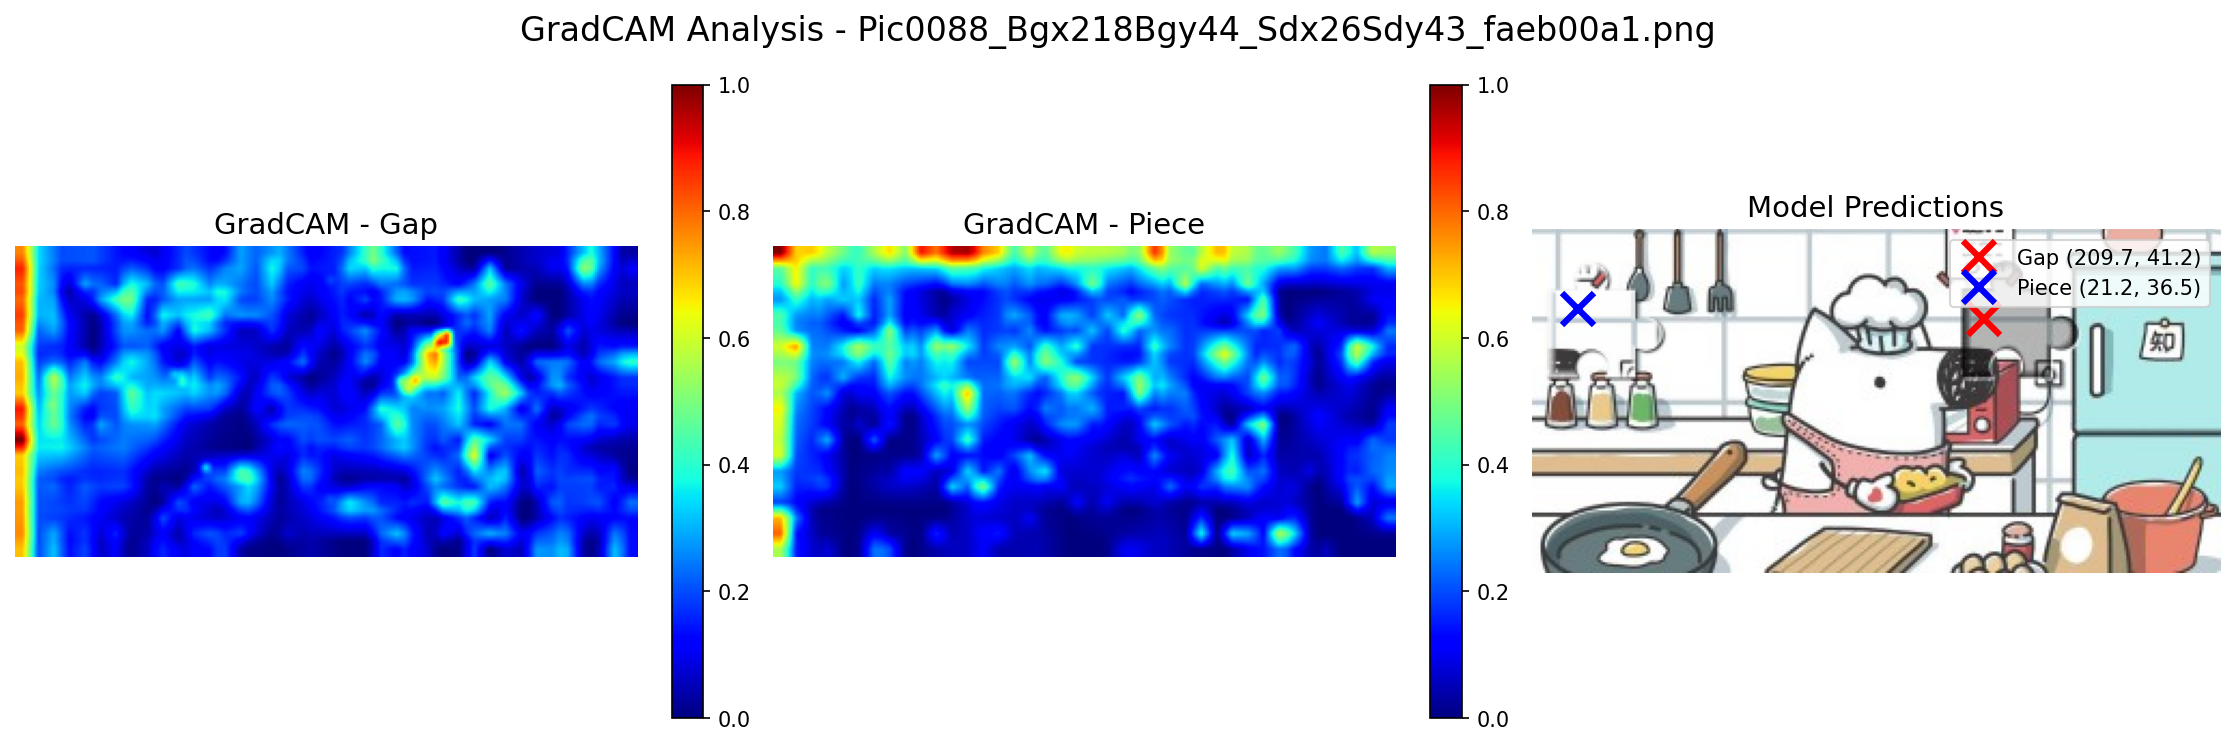 GradCAM Analysis - Pic0088_Bgx218Bgy44_Sdx26Sdy43_faeb00a1.png
GradCAM - Gap
1.0
0.8
0.6
0.4
0.2
0.0
GradCAM - Piece
1.0
0.8
0.6
0.4
0.2
0.0
Model Predictions
Gap (209.7, 41.2)
Piece (21.2, 36.5)
知